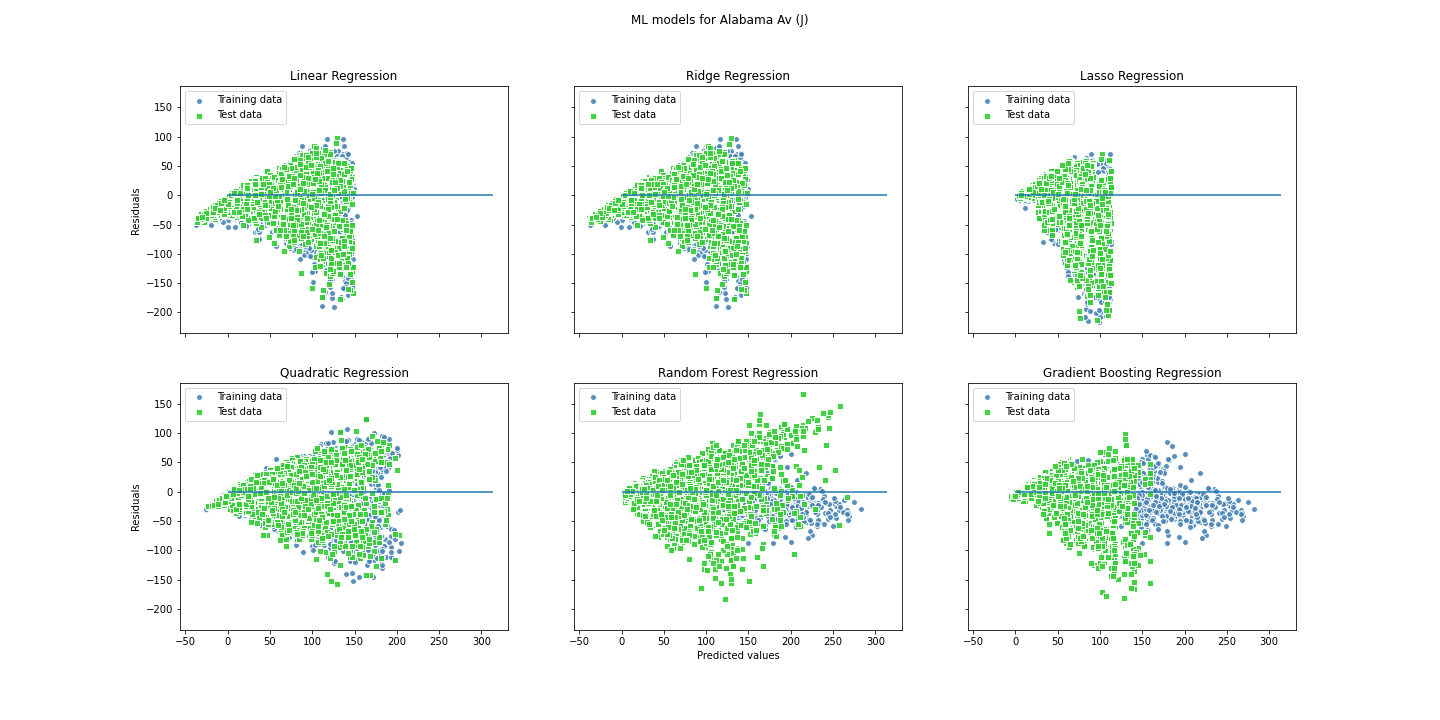 ML models for Alabama Av (J)
Linear Regression
Training data
Test data
150
100
50
0
−50
−100
−150
−200
Residuals
Ridge Regression
Training data
Test data
Lasso Regression
Training data
Test data
Quadratic Regression
Training data
Test data
150
100
50
0
−50
−100
−150
−200
Residuals
−50 0 50 100 150 200 250 300
Random Forest Regression
Training data
Test data
−50 0 50 100 150 200 250 300
Predicted values
Gradient Boosting Regression
Training data
Test data
−50 0 50 100 150 200 250 300